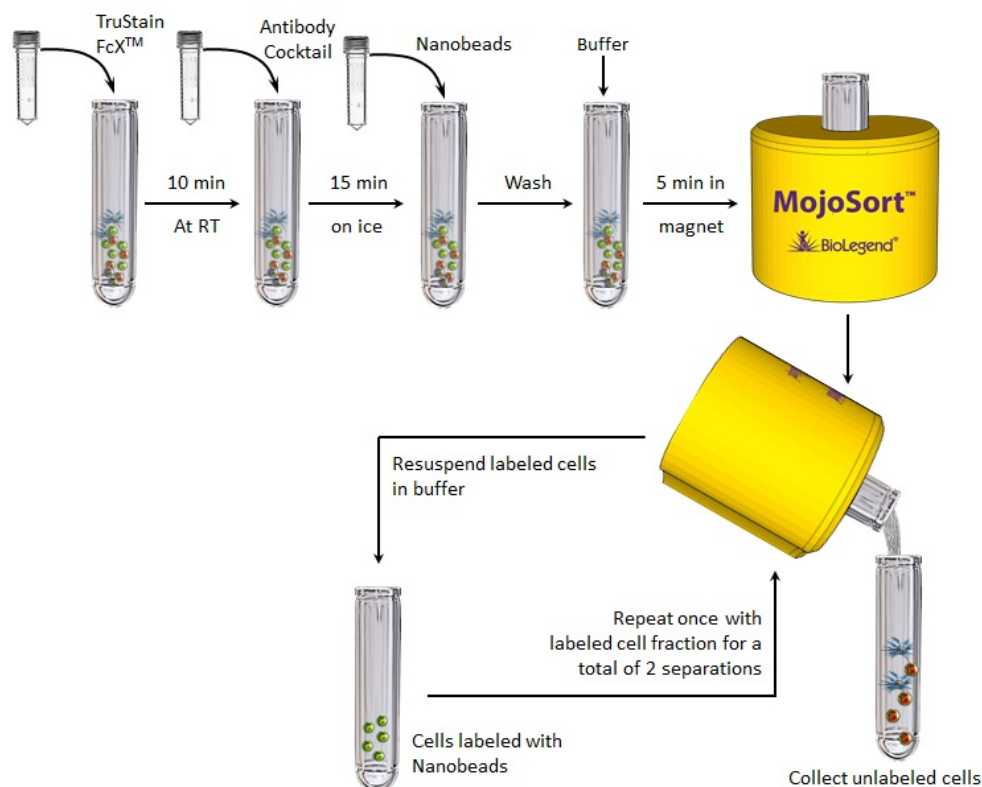 TruStain
FcX™
Antibody
Cocktail
Nanobeads
Buffer
10 min
At RT
15 min
on ice
Wash
5 min in
magnet
MojoSort™
BioLegend®
Resuspend labeled cells
in buffer
Repeat once with
labeled cell fraction for a
total of 2 separations
Cells labeled with
Nanobeads
Collect unlabeled cells